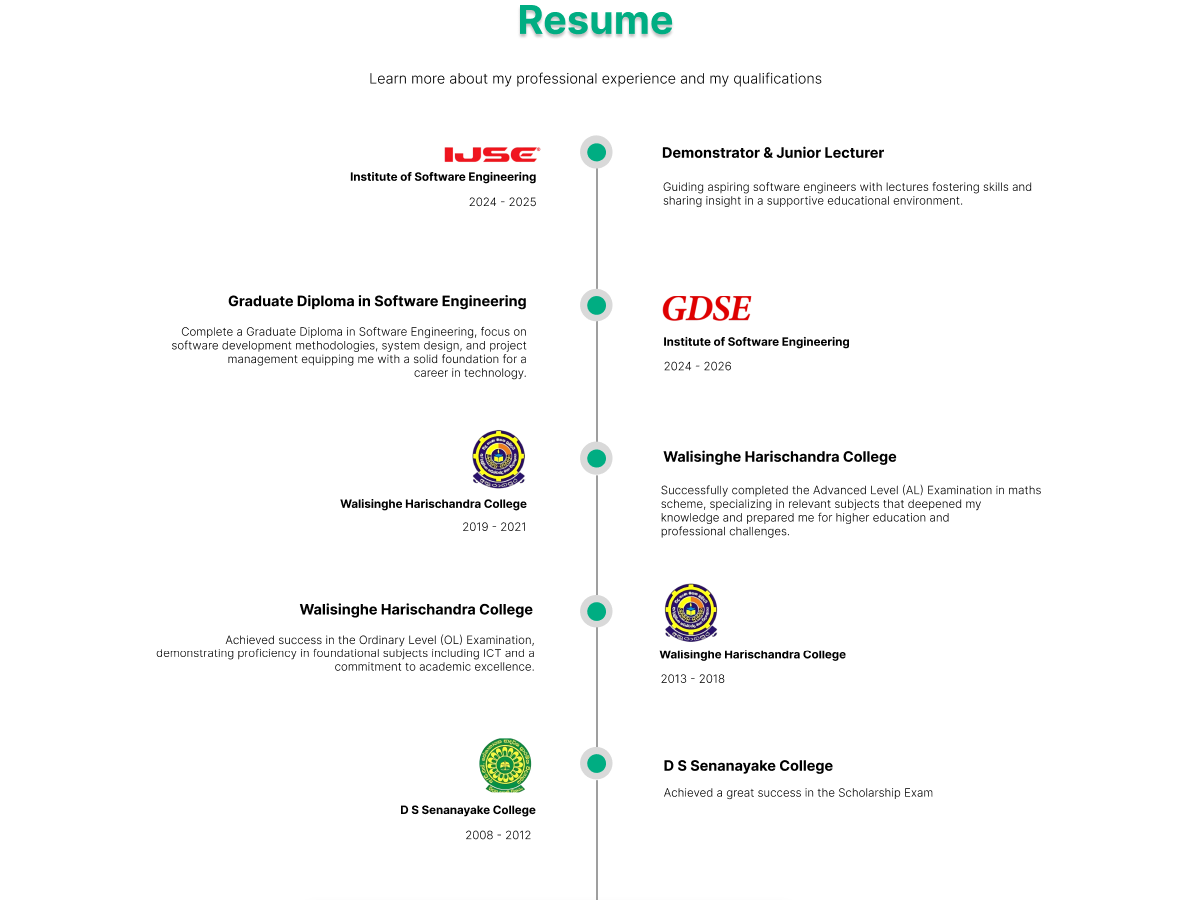 Resume
Learn more about my professional experience and my qualifications
IJSE
Institute of Software Engineering
2024 - 2025
Demonstrator & Junior Lecturer
Guiding aspiring software engineers with lectures fostering skills and
sharing insight in a supportive educational environment.
Graduate Diploma in Software Engineering
Complete a Graduate Diploma in Software Engineering, focus on
software development methodologies, system design, and project
management equipping me with a solid foundation for a
career in technology.
GDSE
Institute of Software Engineering
2024 - 2026
Walisinghe Harischandra College
2019 - 2021
Walisinghe Harischandra College
Successfully completed the Advanced Level (AL) Examination in maths
scheme, specializing in relevant subjects that deepened my
knowledge and prepared me for higher education and
professional challenges.
Walisinghe Harischandra College
Achieved success in the Ordinary Level (OL) Examination,
demonstrating proficiency in foundational subjects including ICT and a
commitment to academic excellence.
Walisinghe Harischandra College
2013 - 2018
D S Senanayake College
2008 - 2012
D S Senanayake College
Achieved a great success in the Scholarship Exam